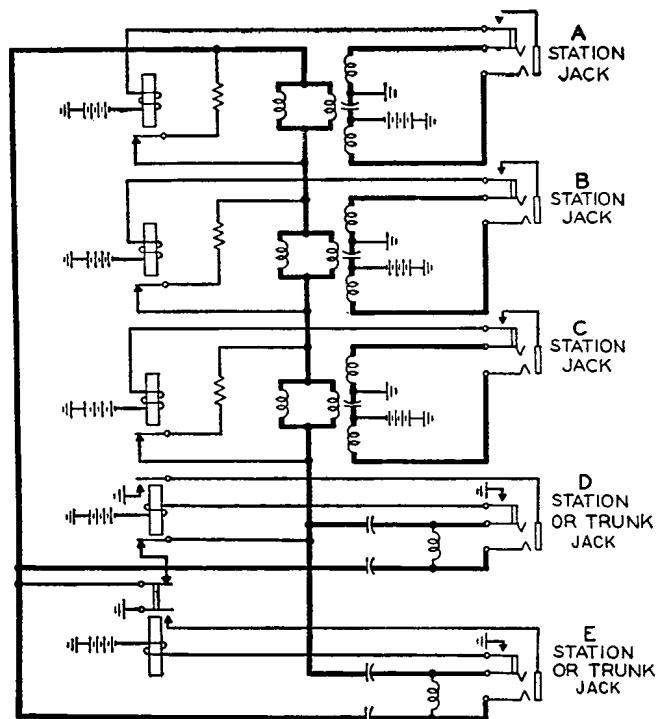 A
STATION
JACK
B
STATION
JACK
C
STATION
JACK
D
STATION
OR TRUNK
JACK
E
STATION
OR TRUNK
JACK